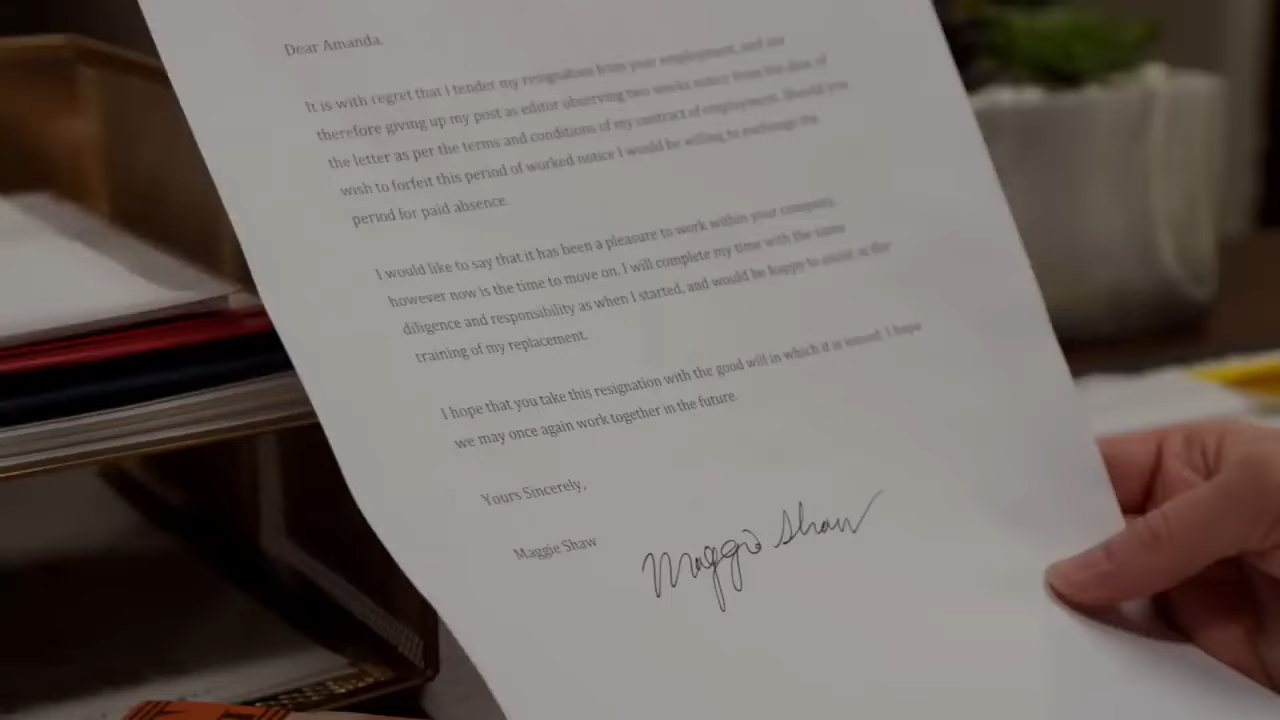 Dear Amanda,
It is with regret that I tender my resignation from your employment, and am
therefore giving up my post as editor observing two weeks notice from the date of
the letter as per the terms and conditions of my contract of employment. Should you
wish to forfeit this period of worked notice I would be willing to exchange the
period for paid absence.
I would like to say that it has been a pleasure to work within your company,
however now is the time to move on. I will complete my time with the same
diligence and responsibility as when I started, and would be happy to assist in the
training of my replacement.
I hope that you take this resignation with the good will in which it is issued. I hope
we may once again work together in the future.
Yours Sincerely,
Maggie Shaw
Maggie Shaw